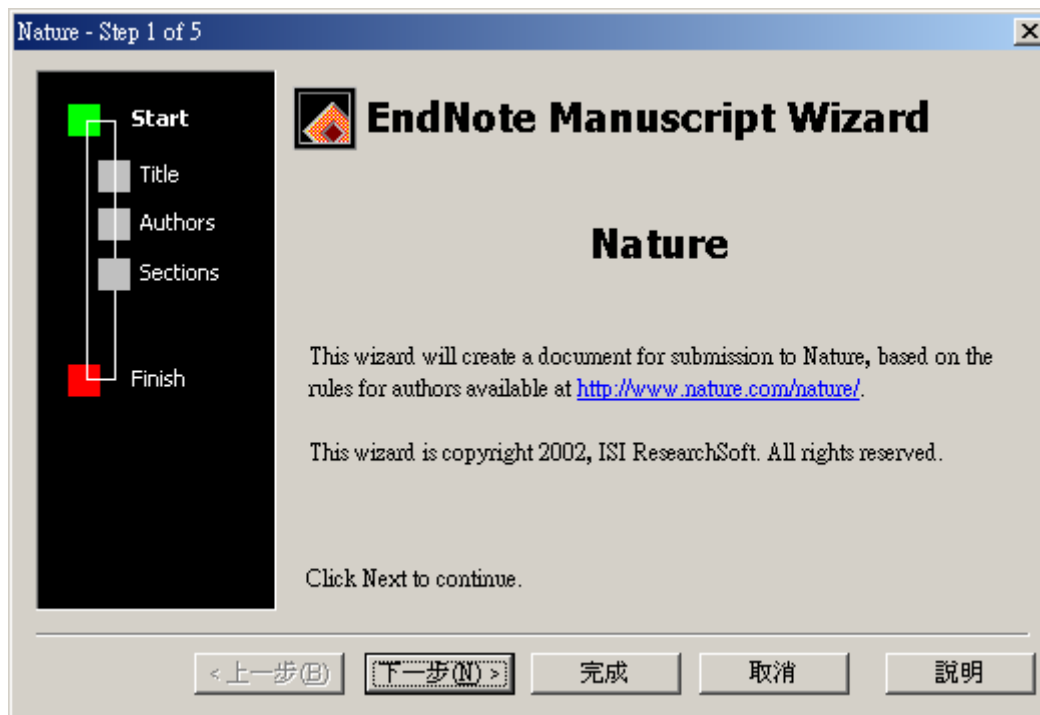 Nature - Step 1 of 5
Start
Title
Authors
Sections
Finish
EndNote Manuscript Wizard
Nature
This wizard will create a document for submission to Nature, based on the
rules for authors available at http://www.nature.com/nature/.
This wizard is copyright 2002, ISI ResearchSoft. All rights reserved.
Click Next to continue.
< 上一步(B) 下一步(N) > 完成 取消 說明